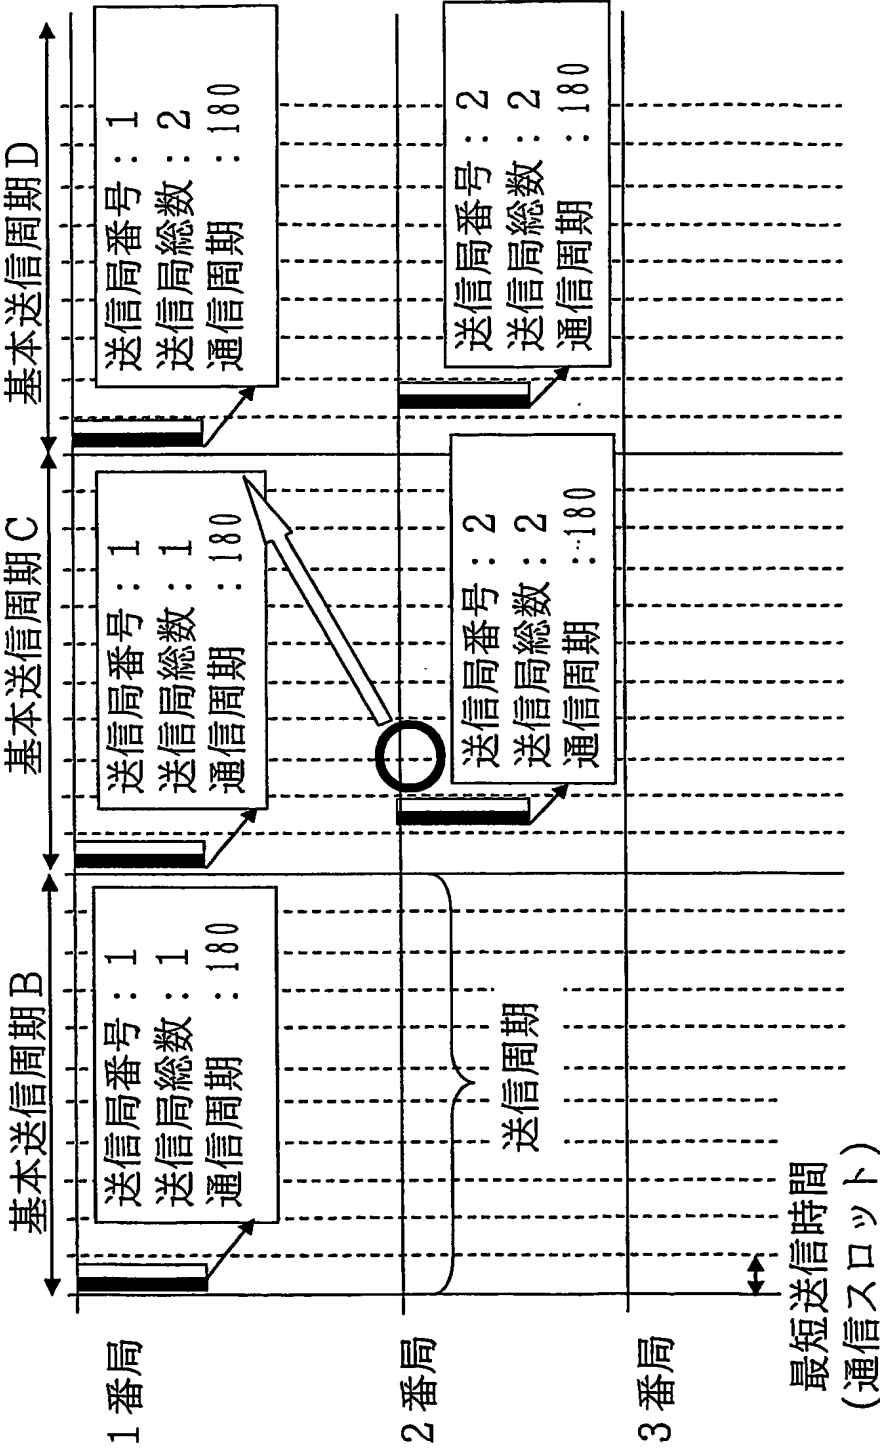 基本送信周期B
基本送信周期C
基本送信周期D
1番局
送信局番号：1
送信局総数：1
通信周期：180
送信局番号：1
送信局総数：1
通信周期：180
送信局番号：1
送信局総数：2
通信周期：180
2番局
送信周期
送信局番号：2
送信局総数：2
通信周期：180
送信局番号：2
送信局総数：2
通信周期：180
3番局
最短送信時間
(通信スロット)